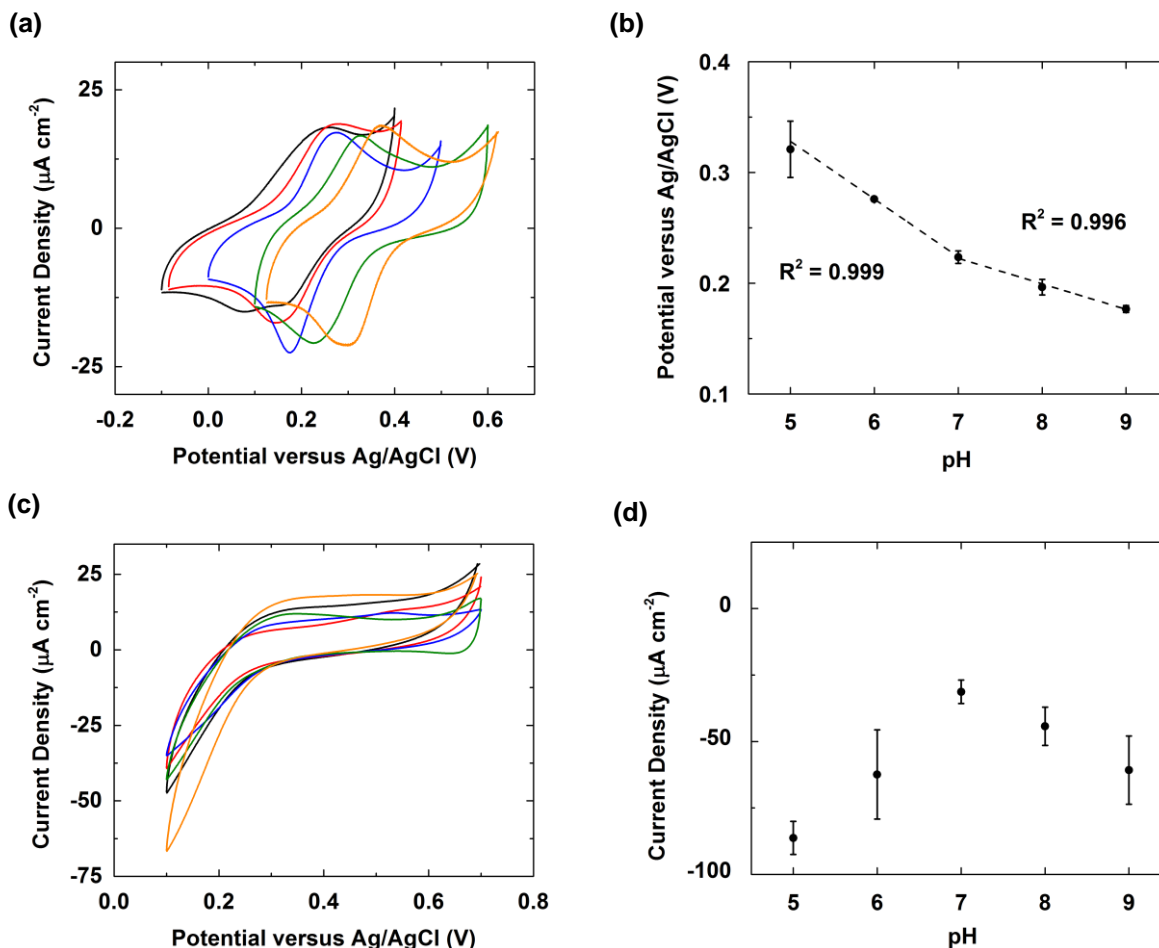 (a)
25
0
-25
-0.2
0.0
0.2
0.4
0.6
Current Density (µA cm⁻²)
Potential versus Ag/AgCl (V)
(b)
0.4
0.3
0.2
0.1
5
6
7
8
9
Potential versus Ag/AgCl (V)
pH
R² = 0.999
R² = 0.996
(c)
25
0
-25
-50
-75
0.0
0.2
0.4
0.6
0.8
Current Density (µA cm⁻²)
Potential versus Ag/AgCl (V)
(d)
0
-50
-100
5
6
7
8
9
Current Density (µA cm⁻²)
pH